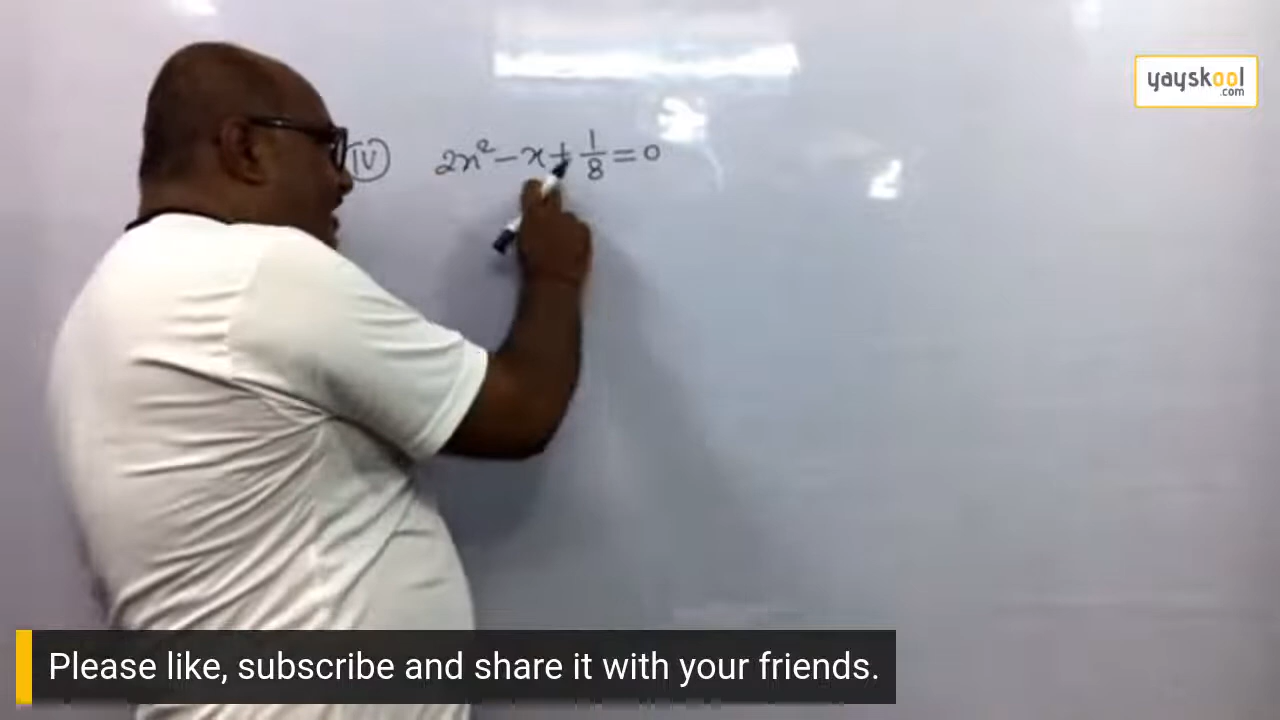 yayskool
.com
IV 2x² - x + 1/8 = 0
Please like, subscribe and share it with your friends.